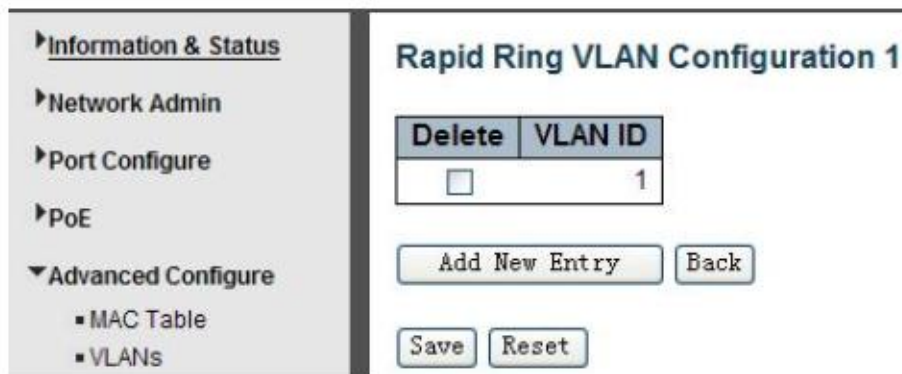 Information & Status
Network Admin
Port Configure
PoE
Advanced Configure
MAC Table
VLANs
Rapid Ring VLAN Configuration 1
Delete VLAN ID
1
Add New Entry Back
Save Reset